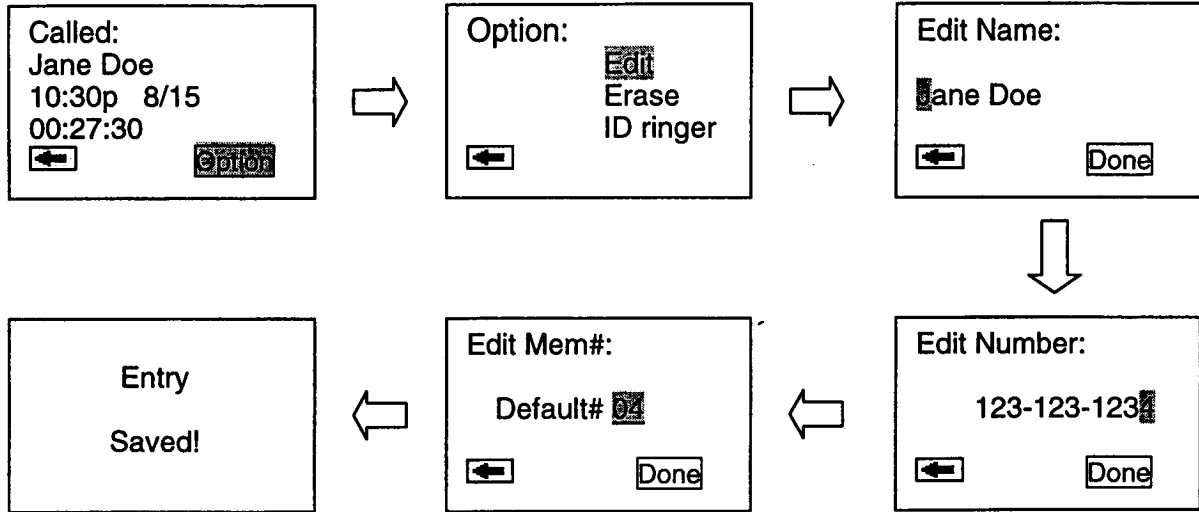 Called:
Jane Doe
10:30p 8/15
00:27:30
Option
Option:
Edit
Erase
ID ringer
Edit Name:
Jane Doe
Done
Edit Number:
123-123-1234
Done
Edit Mem#:
Default# 04
Done
Entry
Saved!